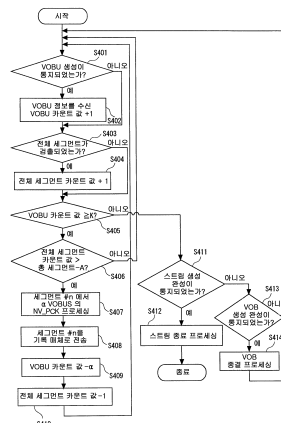 시작
S401
VOBU 생성이
통지되었는가?
아니오
예
VOBU 정보를 수신
VOBU 카운트 값 +1
S402
S403
전체 세그먼트가
검출되었는가?
아니오
예
S404
전체 세그먼트 카운트 값 + 1
VOBU 카운트 값 ≥K?
아니오
S405
예
전체 세그먼트
카운트 값 >
총 세그먼트-A?
아니오
S406
예
세그먼트 #n 에서
α VOBUS 의
NV_PCK 프로세싱
S407
세그먼트 #n를
기록 매체로 전송
S408
VOBU 카운트 값-α
S409
전체 세그먼트 카운트 값-1
S410
S411
스트림 생성
완성이
통지되었는가?
아니오
예
S412
스트림 종료 프로세싱
종료
S413
VOB
생성 완성이
통지되었는가?
아니
예
S414
VOB
종결 프로세싱